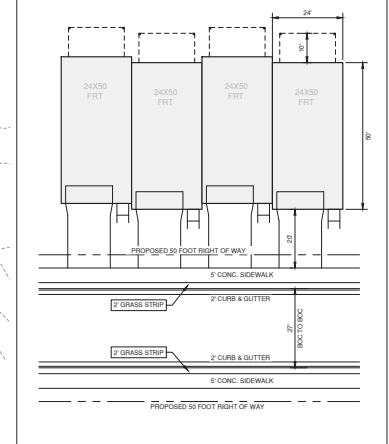 24'
10'
24X50
FRT
24X50
FRT
24X50
FRT
24X50
FRT
50'
20'
PROPOSED 50 FOOT RIGHT OF WAY
5' CONC. SIDEWALK
2' GRASS STRIP
2' CURB & GUTTER
27'
BOC TO BOC
2' GRASS STRIP
2' CURB & GUTTER
5' CONC. SIDEWALK
PROPOSED 50 FOOT RIGHT OF WAY